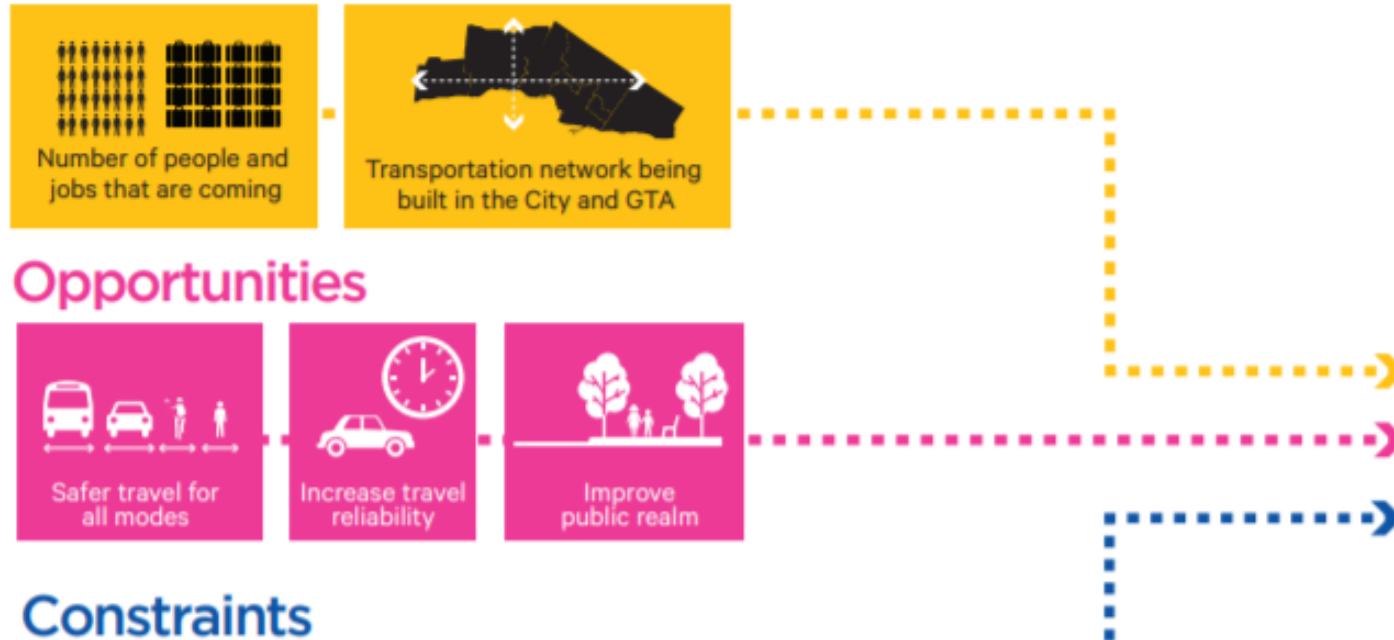 Number of people and
jobs that are coming
Transportation network being
built in the City and GTA
Opportunities
Safer travel for
all modes
Increase travel
reliability
Improve
public realm
Constraints